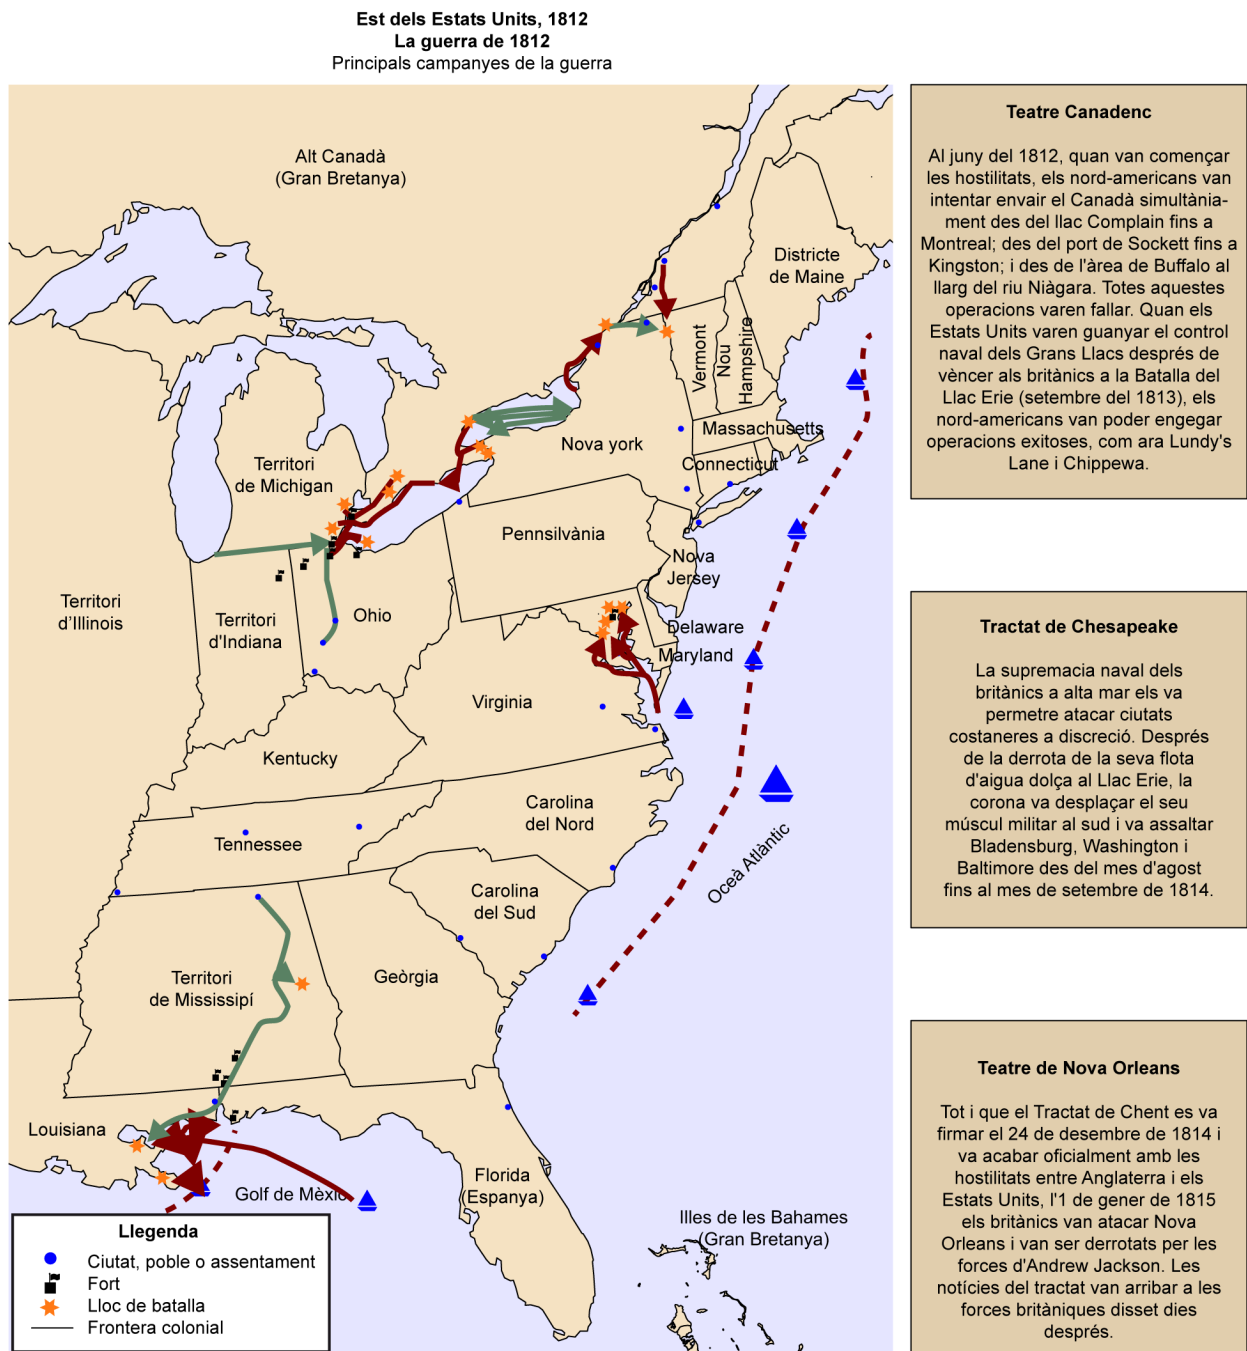 Est dels Estats Units, 1812
La guerra de 1812
Principals campanyes de la guerra
Alt Canadà
(Gran Bretanya)
Districte
de Maine
Vermont
Nou
Hampshire
Massachusetts
Nova york
Connecticut
Territori
de Michigan
Pennsilvània
Nova
Jersey
Territori
d'Illinois
Territori
d'Indiana
Ohio
Delaware
Maryland
Virginia
Kentucky
Carolina
del Nord
Tennessee
Oceà Atlàntic
Carolina
del Sud
Territori
de Mississipí
Geòrgia
Louisiana
Golf de Mèxic
Florida
(Espanya)
Illes de les Bahames
(Gran Bretanya)
Llegenda
Ciutat, poble o assentament
Fort
Lloc de batalla
Frontera colonial
Teatre Canadenc
Al juny del 1812, quan van començar
les hostilitats, els nord-americans van
intentar envair el Canadà simultània-
ment des del llac Complain fins a
Montreal; des del port de Sockett fins a
Kingston; i des de l'àrea de Buffalo al
llarg del riu Niàgara. Totes aquestes
operacions varen fallar. Quan els
Estats Units varen guanyar el control
naval dels Grans Llacs després de
vèncer als britànics a la Batalla del
Llac Erie (setembre del 1813), els
nord-americans van poder engegar
operacions exitoses, com ara Lundy's
Lane i Chippewa.
Tractat de Chesapeake
La supremacia naval dels
britànics a alta mar els va
permetre atacar ciutats
costaneres a discreció. Després
de la derrota de la seva flota
d'aigua dolça al Llac Erie, la
corona va desplaçar el seu
múscul militar al sud i va assaltar
Bladensburg, Washington i
Baltimore des del mes d'agost
fins al mes de setembre de 1814.
Teatre de Nova Orleans
Tot i que el Tractat de Chent es va
firmar el 24 de desembre de 1814 i
va acabar oficialment amb les
hostilitats entre Anglaterra i els
Estats Units, l'1 de gener de 1815
els britànics van atacar Nova
Orleans i van ser derrotats per les
forces d'Andrew Jackson. Les
notícies del tractat van arribar a les
forces britàniques disset dies
després.